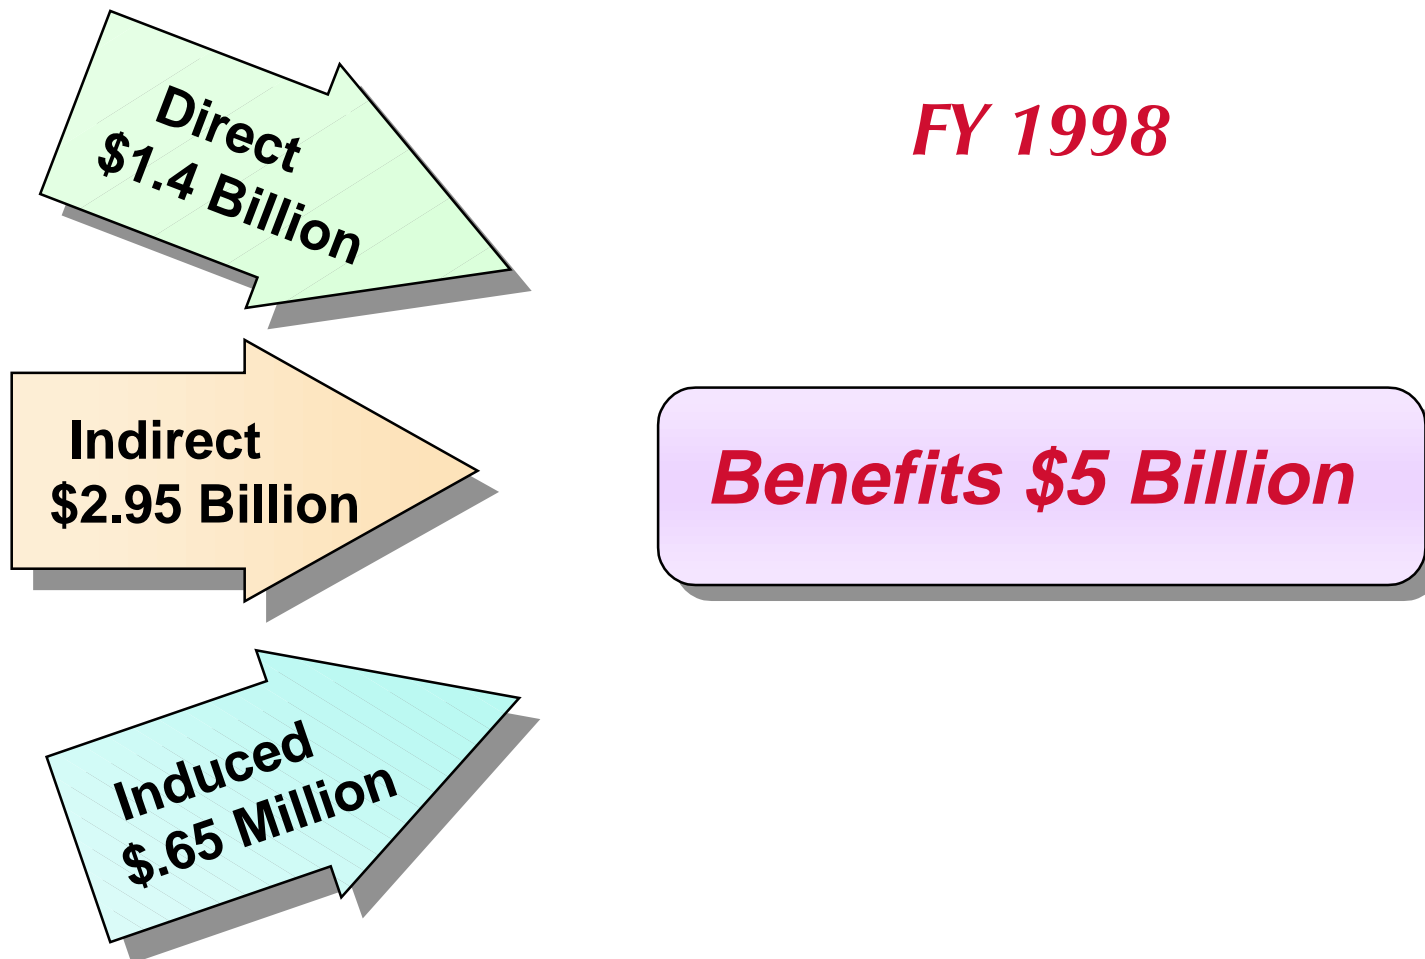 FY 1998
Direct
$1.4 Billion
Indirect
$2.95 Billion
Benefits $5 Billion
Induced
$.65 Million